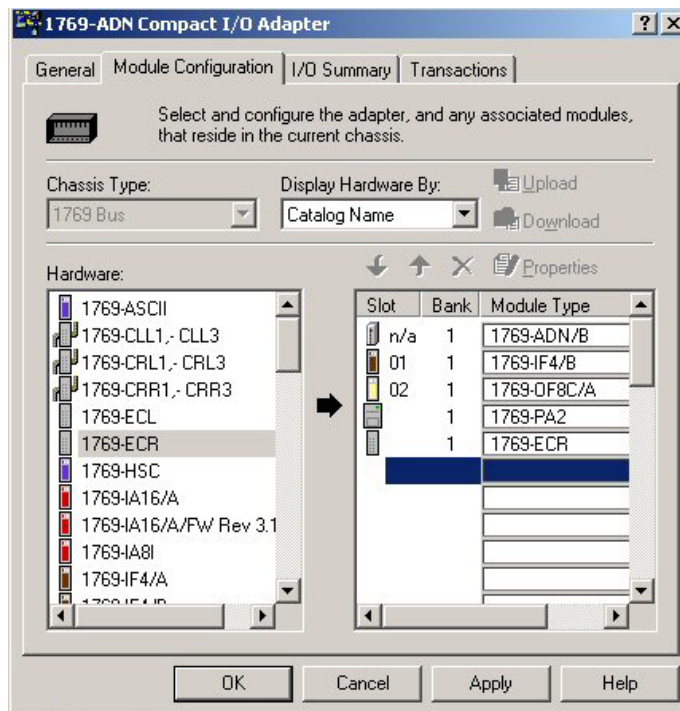 1769-ADN Compact I/O Adapter
General Module Configuration I/O Summary Transactions
Select and configure the adapter, and any associated modules,
that reside in the current chassis.
Chassis Type: Display Hardware By: Upload
1769 Bus Catalog Name Download
Hardware: Properties
Slot Bank Module Type
1769-ASCII
1769-CLL1,- CLL3
1769-CRL1,- CRL3
1769-CRR1,- CRR3
1769-ECL
1769-ECR
1769-HSC
1769-IA16/A
1769-IA16/A/FW Rev 3.1
1769-IA8I
1769-IF4/A
n/a 1 1769-ADN/B
01 1 1769-IF4/B
02 1 1769-OF8C/A
1 1769-PA2
1 1769-ECR
OK Cancel Apply Help